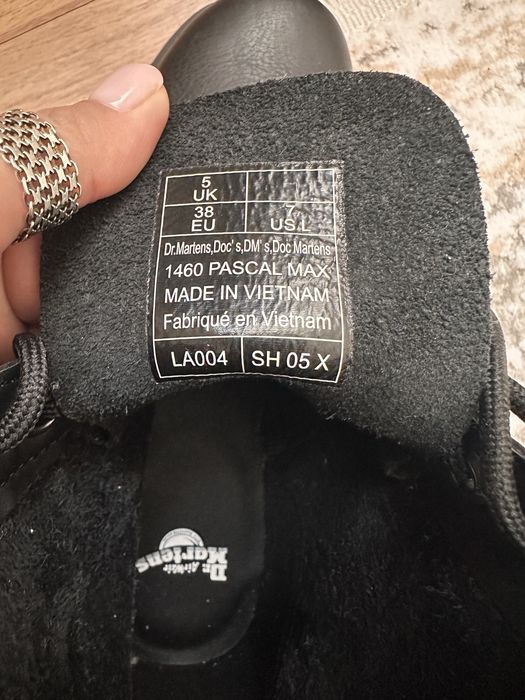 5
UK
38
EU
7
US.L
Dr.Martens,Doc's,DM's,Doc Martens
1460 PASCAL MAX
MADE IN VIETNAM
Fabriqué en Vietnam
LA004
SH 05 X
Dr.
AirWair
Martens